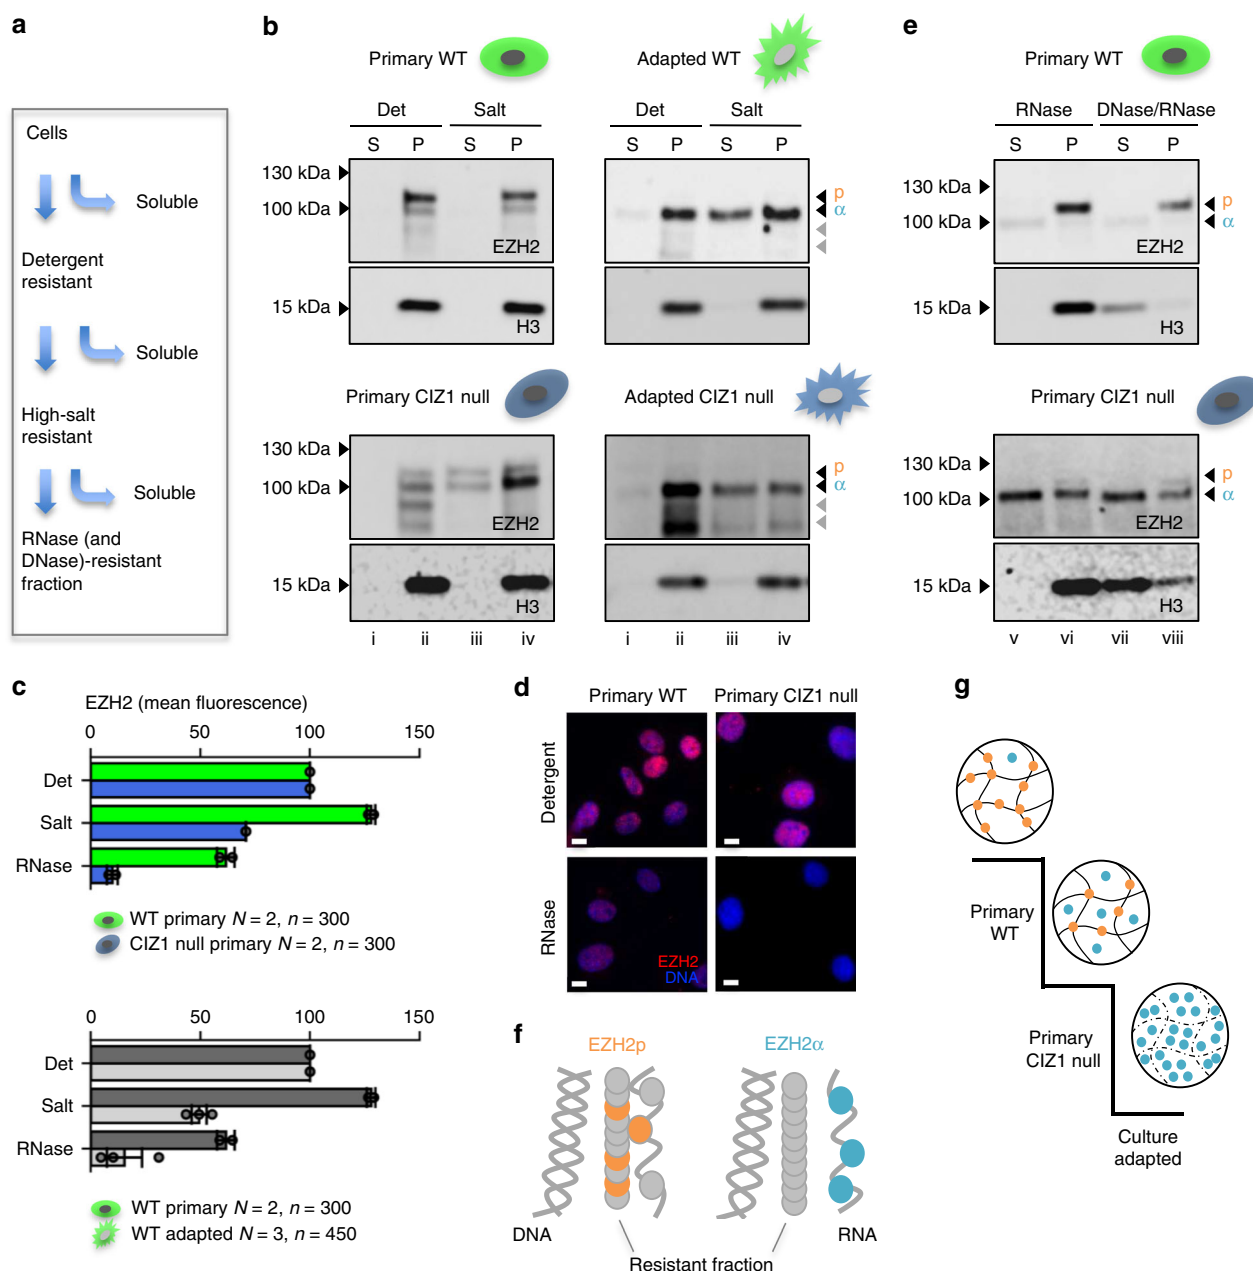 a
Cells
Soluble
Detergent
resistant
Soluble
High-salt
resistant
Soluble
RNase (and
DNase)-resistant
fraction
b
Primary WT
Adapted WT
Det
Salt
Det
Salt
S
P
S
P
S
P
S
P
130 kDa
100 kDa
EZH2
p
α
15 kDa
H3
Primary CIZ1 null
Adapted CIZ1 null
130 kDa
100 kDa
EZH2
p
α
15 kDa
H3
i
ii
iii
iv
i
ii
iii
iv
e
Primary WT
RNase
DNase/RNase
S
P
S
P
130 kDa
100 kDa
EZH2
p
α
15 kDa
H3
Primary CIZ1 null
130 kDa
100 kDa
EZH2
p
α
15 kDa
H3
v
vi
vii
viii
c
EZH2 (mean fluorescence)
0
50
100
150
Det
Salt
RNase
WT primary N = 2, n = 300
CIZ1 null primary N = 2, n = 300
0
50
100
150
Det
Salt
RNase
WT primary N = 2, n = 300
WT adapted N = 3, n = 450
d
Primary WT
Primary CIZ1 null
Detergent
RNase
EZH2
DNA
f
EZH2p
EZH2α
DNA
RNA
Resistant fraction
g
Primary
WT
Primary
CIZ1 null
Culture
adapted